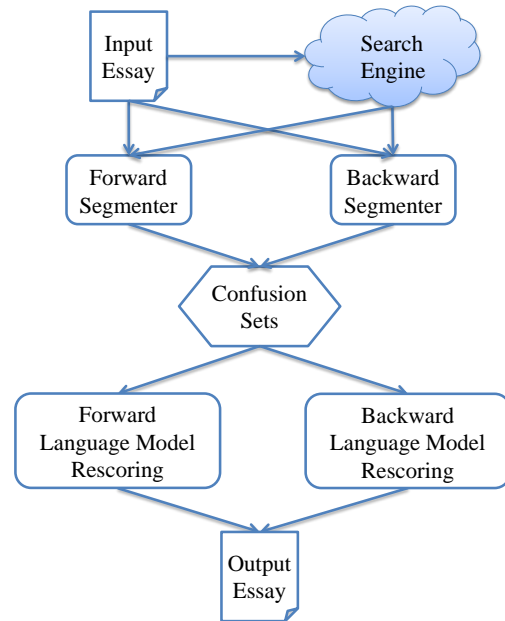 Input
Essay
Search
Engine
Forward
Segmenter
Backward
Segmenter
Confusion
Sets
Forward
Language Model
Rescoring
Backward
Language Model
Rescoring
Output
Essay